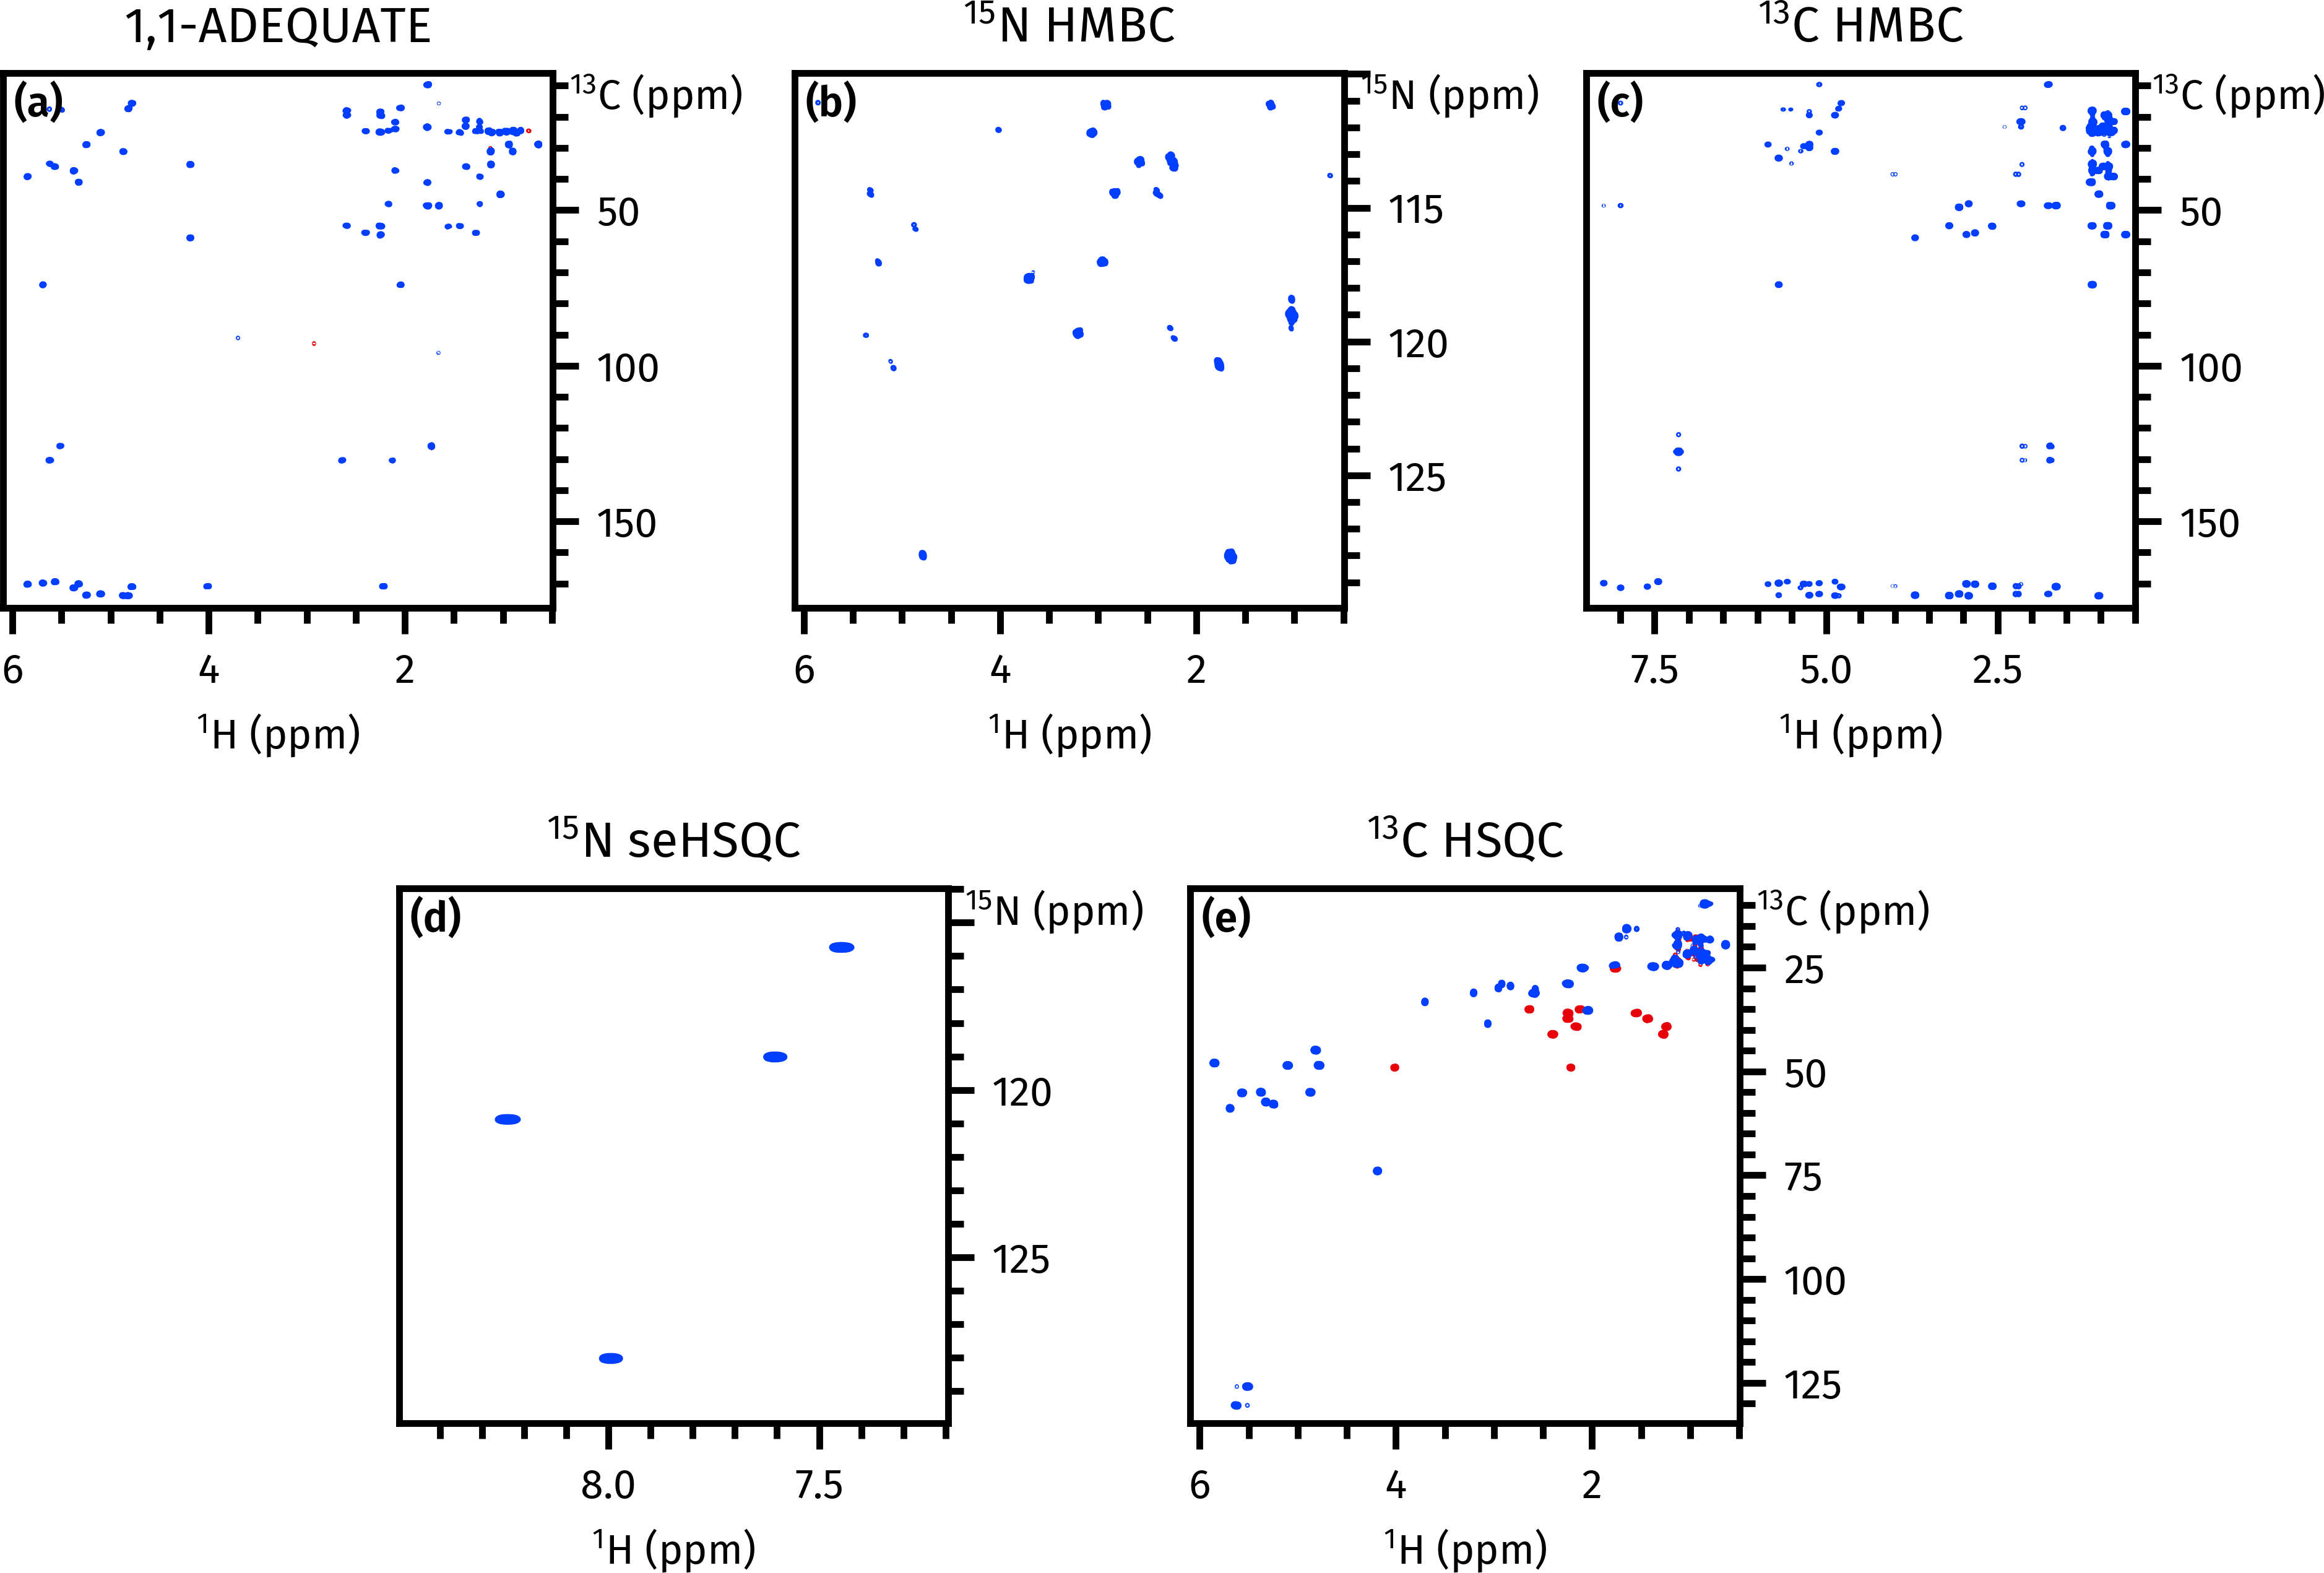 1,1-ADEQUATE
(a)
¹³C (ppm)
50
100
150
6 4 2
¹H (ppm)
¹⁵N HMBC
(b)
¹⁵N (ppm)
115
120
125
6 4 2
¹H (ppm)
¹³C HMBC
(c)
¹³C (ppm)
50
100
150
7.5 5.0 2.5
¹H (ppm)
¹⁵N seHSQC
(d)
¹⁵N (ppm)
120
125
8.0 7.5
¹H (ppm)
¹³C HSQC
(e)
¹³C (ppm)
25
50
75
100
125
6 4 2
¹H (ppm)